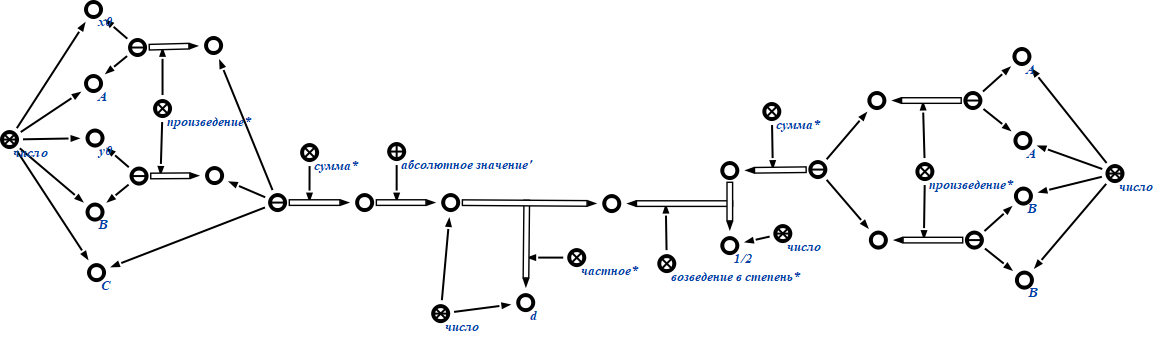 x0
A
произведение*
число
y0
B
C
сумма*
абсолютное значение'
число
частное*
d
возведение в степень*
1/2
число
сумма*
A
A
произведение*
B
число
B